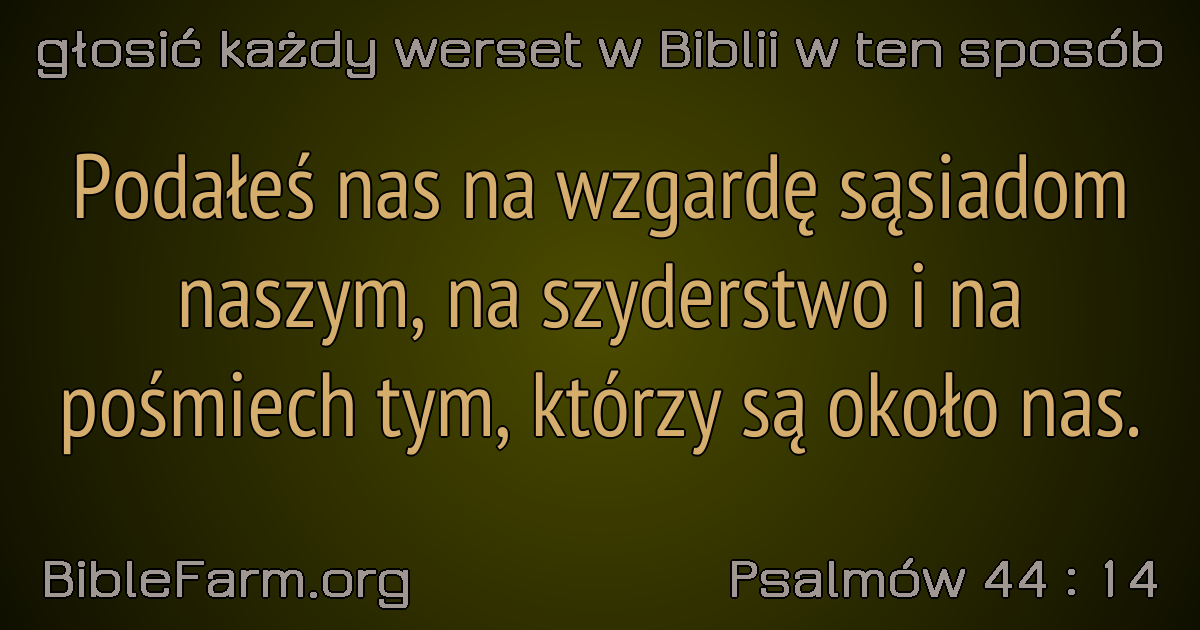 głosić każdy werset w Biblii w ten sposób
Podałeś nas na wzgardę sąsiadom
naszym, na szyderstwo i na
pośmiech tym, którzy są około nas.
BibleFarm.org
Psalmów 44 : 14